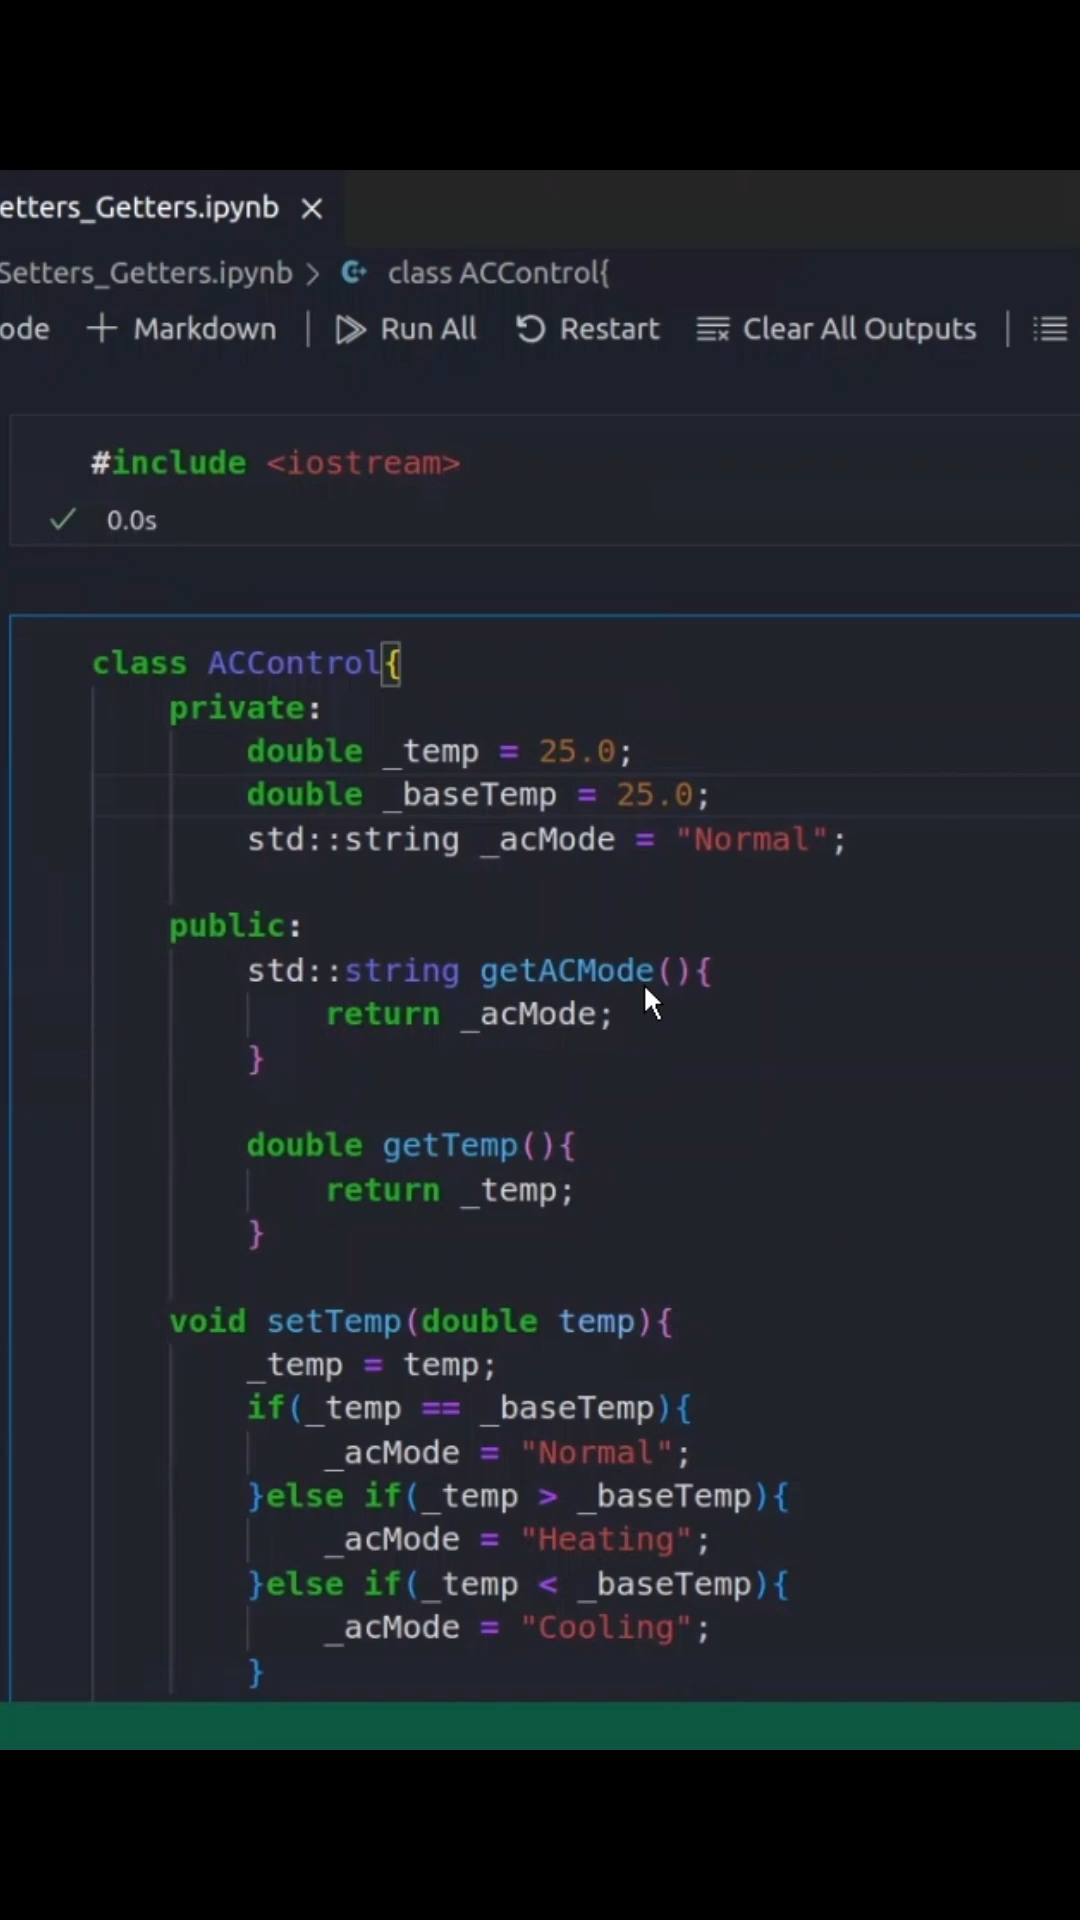 etters_Getters.ipynb
Setters_Getters.ipynb > class ACControl{
ode + Markdown | Run All Restart Clear All Outputs |
#include <iostream>
0.0s
class ACControl{
private:
double _temp = 25.0;
double _baseTemp = 25.0;
std::string _acMode = "Normal";
public:
std::string getACMode(){
return _acMode;
}
double getTemp(){
return _temp;
}
void setTemp(double temp){
_temp = temp;
if(_temp == _baseTemp){
_acMode = "Normal";
}else if(_temp > _baseTemp){
_acMode = "Heating";
}else if(_temp < _baseTemp){
_acMode = "Cooling";
}